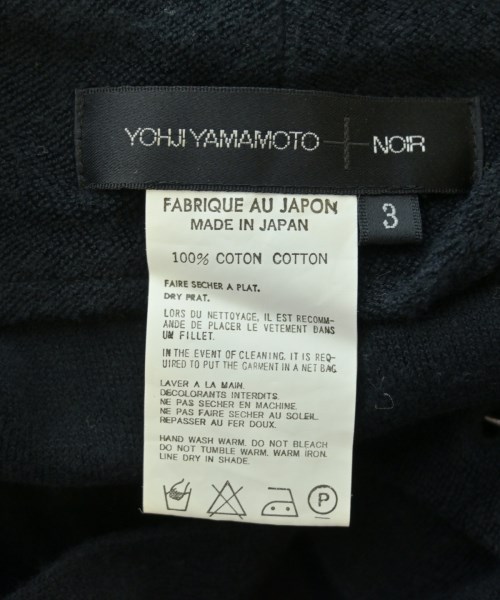 YOHJI YAMAMOTO + NOIR
3
FABRIQUE AU JAPON
MADE IN JAPAN
100% COTON COTTON
FAIRE SECHER A PLAT.
DRY PRAT.
LORS DU NETTOYAGE, IL EST RECOMM-
ANDE DE PLACER LE VETEMENT DANS
UM FILLET.
IN THE EVENT OF CLEANING, IT IS REQ-
UIRED TO PUT THE GARMENT IN A NET BAG
LAVER A LA MAIN.
DECOLORANTS INTERDITS.
NE PAS SECHER EN MACHINE.
NE PAS FAIRE SECHER AU SOLEIL.
REPASSER AU FER DOUX.
HAND WASH WARM. DO NOT BLEACH
DO NOT TUMBLE WARM. WARM IRON.
LINE DRY IN SHADE.
P